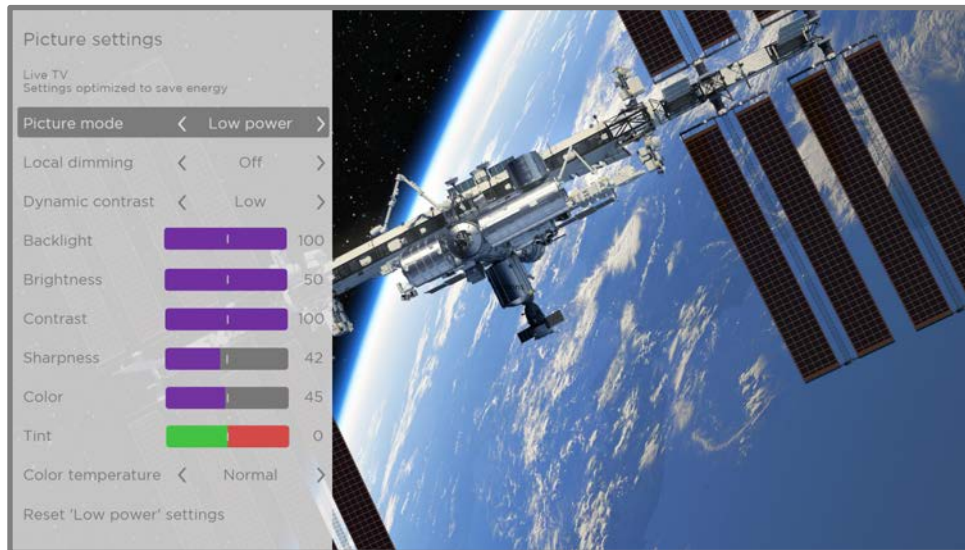 Picture settings
Live TV
Settings optimized to save energy
Picture mode < Low power >
Local dimming < Off >
Dynamic contrast < Low >
Backlight 100
Brightness 50
Contrast 100
Sharpness 42
Color 45
Tint 0
Color temperature < Normal >
Reset 'Low power' settings